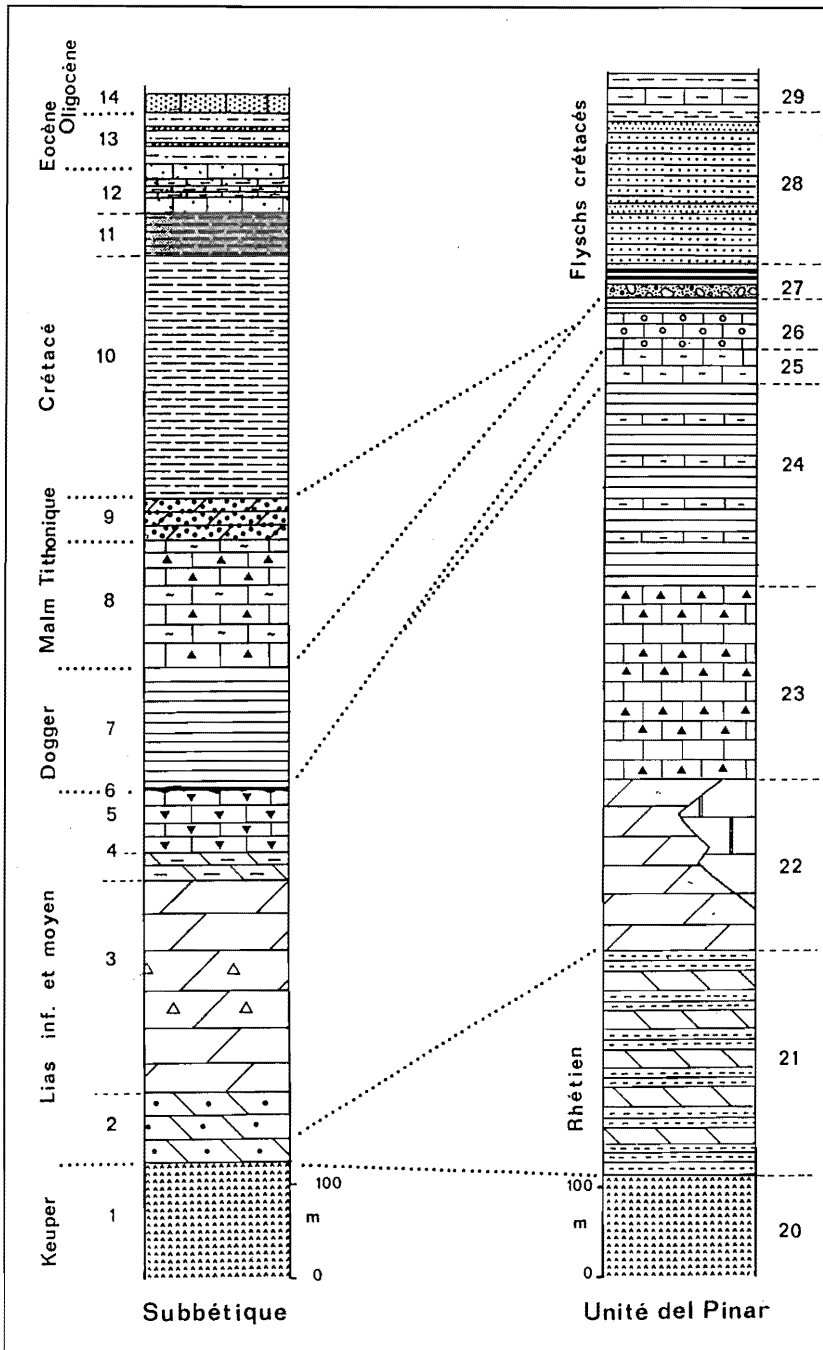 Oligocène
Eocène
Crétacé
Malm Tithonique
Dogger
Lias inf. et moyen
Keuper
14
13
12
11
10
9
8
7
6
5
4
3
2
1
100
m
0
Subbétique
Flyschs crétacés
Rhétien
29
28
27
26
25
24
23
22
21
20
100
m
0
Unité del Pinar